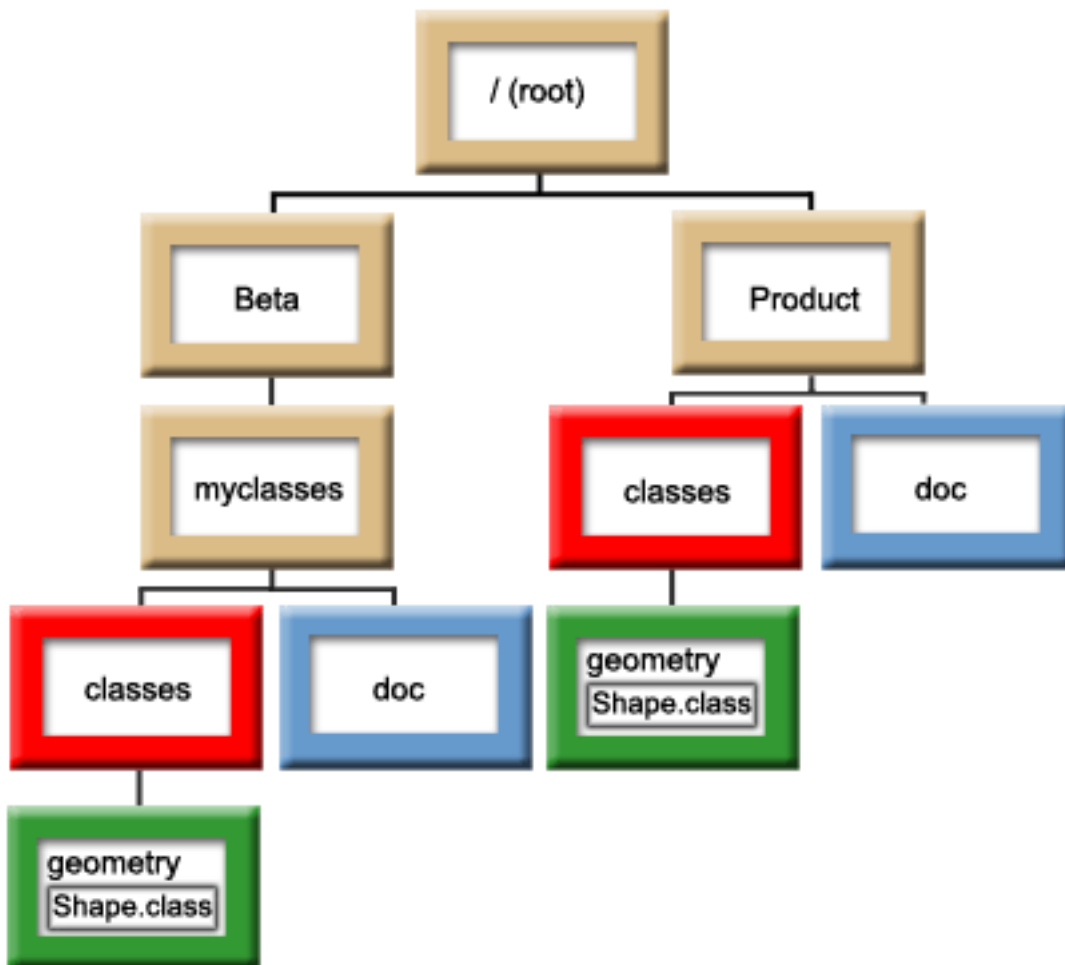 / (root)
Beta
Product
myclasses
classes
doc
classes
doc
geometry
Shape.class
geometry
Shape.class